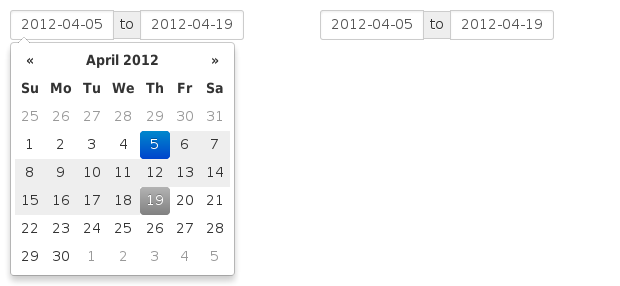 2012-04-05 to 2012-04-19 2012-04-05 to 2012-04-19
« April 2012 »
Su Mo Tu We Th Fr Sa
25 26 27 28 29 30 31
1 2 3 4 5 6 7
8 9 10 11 12 13 14
15 16 17 18 19 20 21
22 23 24 25 26 27 28
29 30 1 2 3 4 5